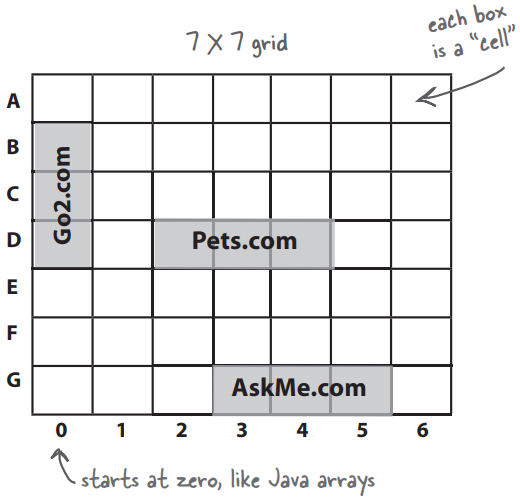 7 X 7 grid
each box
is a "cell"
A
B
C
D
E
F
G
Go2.com
Pets.com
AskMe.com
0 1 2 3 4 5 6
starts at zero, like Java arrays